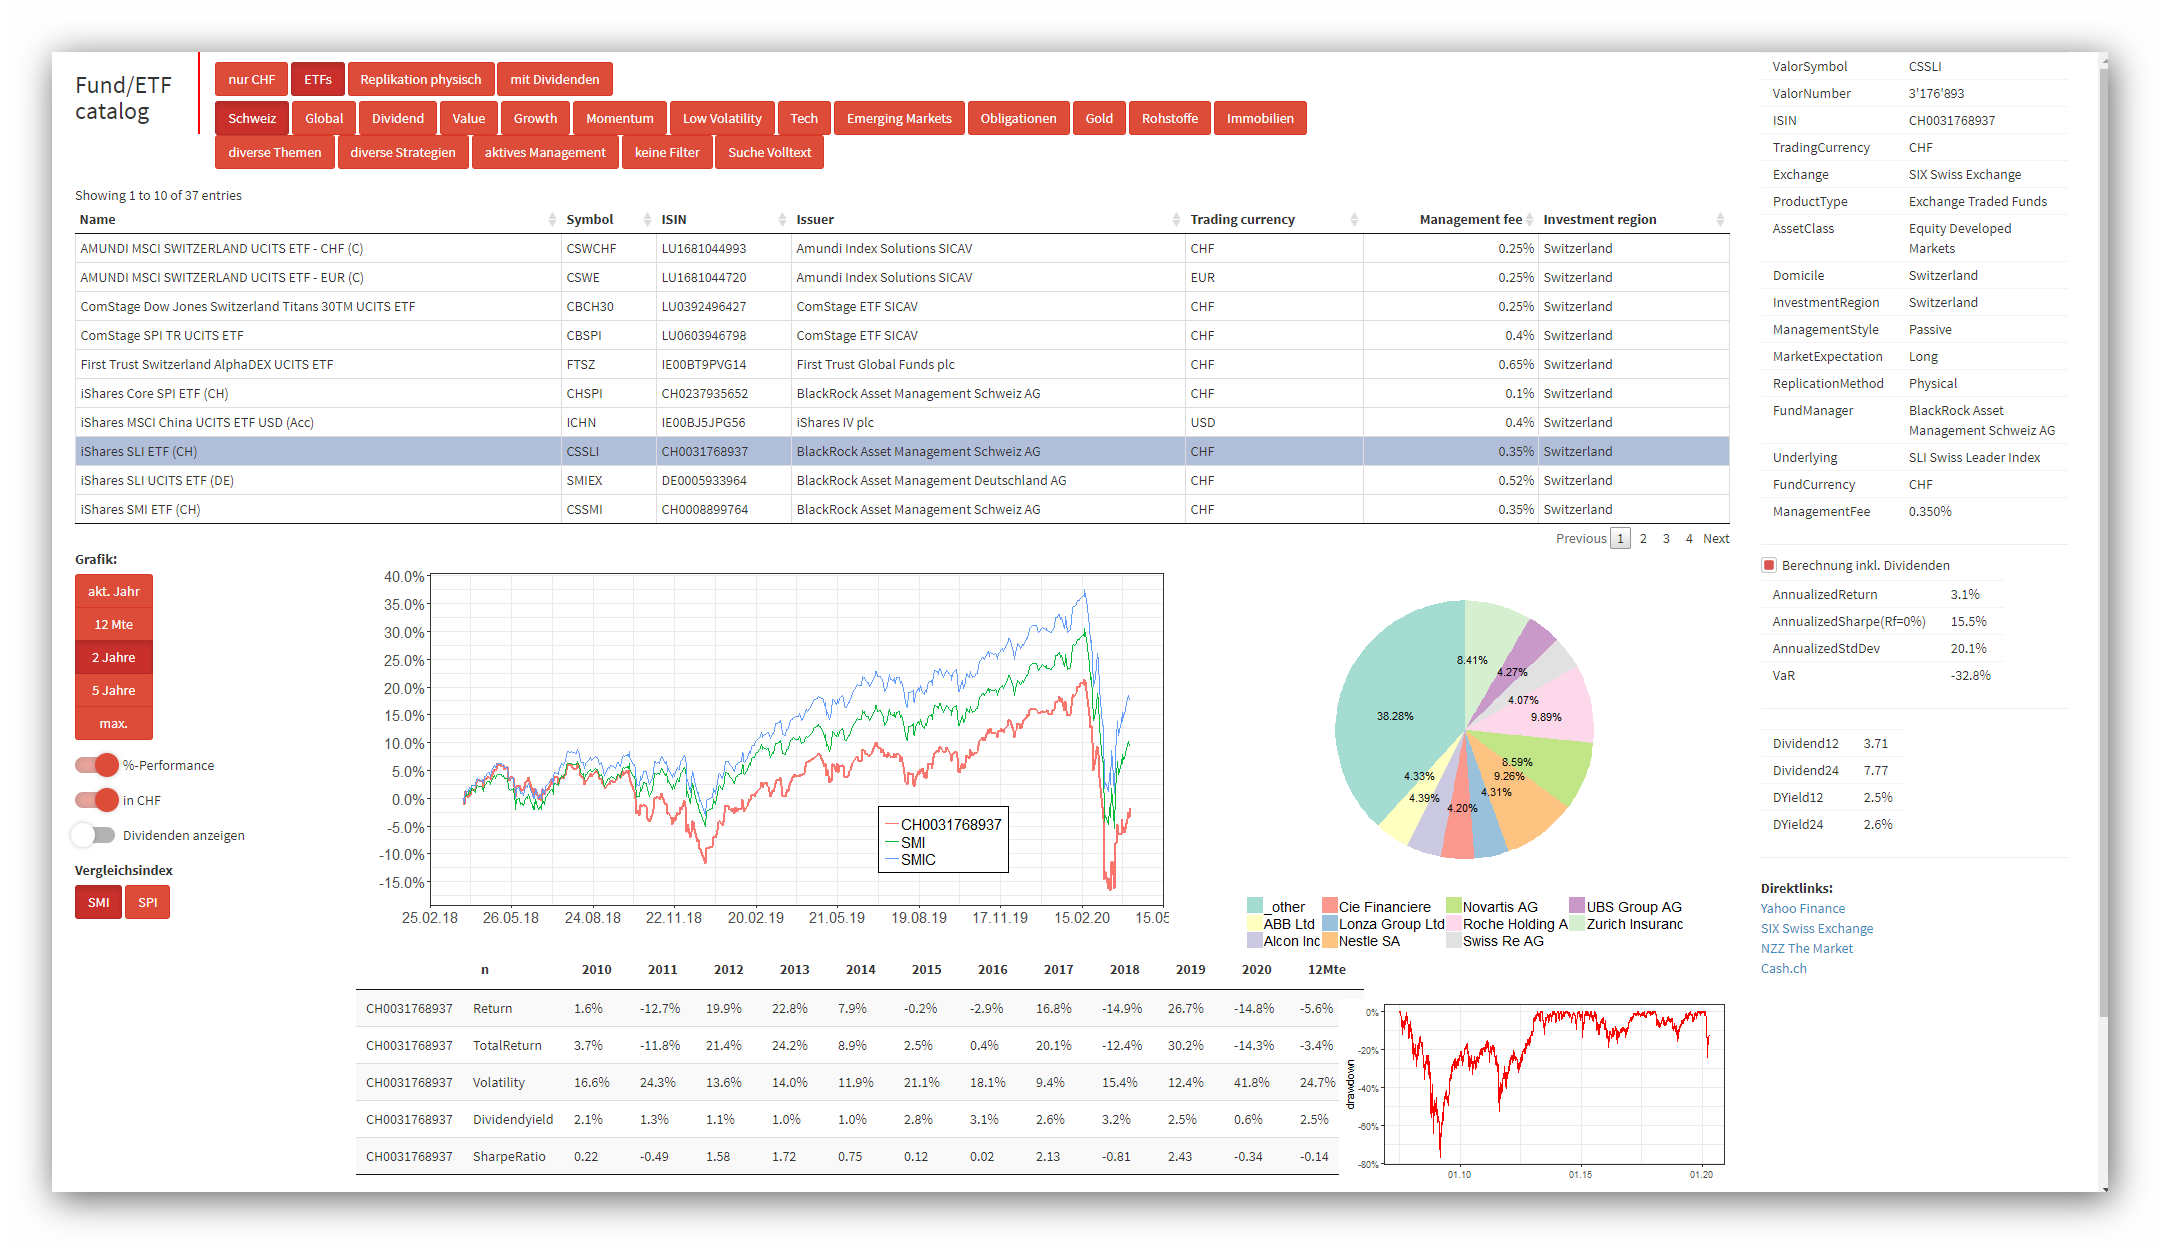 Fund/ETF
catalog
nur CHF ETFs Replikation physisch mit Dividenden
Schweiz Global Dividend Value Growth Momentum Low Volatility Tech Emerging Markets Obligationen Gold Rohstoffe Immobilien
diverse Themen diverse Strategien aktives Management keine Filter Suche Volltext
Showing 1 to 10 of 37 entries
Name Symbol ISIN Issuer Trading currency Management fee Investment region
AMUNDI MSCI SWITZERLAND UCITS ETF - CHF (C) CSWCHF LU1681044993 Amundi Index Solutions SICAV CHF 0.25% Switzerland
AMUNDI MSCI SWITZERLAND UCITS ETF - EUR (C) CSWE LU1681044720 Amundi Index Solutions SICAV EUR 0.25% Switzerland
ComStage Dow Jones Switzerland Titans 30TM UCITS ETF CBCH30 LU0392496427 ComStage ETF SICAV CHF 0.25% Switzerland
ComStage SPI TR UCITS ETF CBSPI LU0603946798 ComStage ETF SICAV CHF 0.4% Switzerland
First Trust Switzerland AlphaDEX UCITS ETF FTSZ IE00BT9PVG14 First Trust Global Funds plc CHF 0.65% Switzerland
iShares Core SPI ETF (CH) CHSPI CH0237935652 BlackRock Asset Management Schweiz AG CHF 0.1% Switzerland
iShares MSCI China UCITS ETF USD (Acc) ICHN IE00BJ5JPG56 iShares IV plc USD 0.4% Switzerland
iShares SLI ETF (CH) CSSLI CH0031768937 BlackRock Asset Management Schweiz AG CHF 0.35% Switzerland
iShares SLI UCITS ETF (DE) SMIEX DE0005933964 BlackRock Asset Management Deutschland AG CHF 0.52% Switzerland
iShares SMI ETF (CH) CSSMI CH0008899764 BlackRock Asset Management Schweiz AG CHF 0.35% Switzerland
Previous 1 2 3 4 Next
Grafik:
akt. Jahr
12 Mte
2 Jahre
5 Jahre
max.
%-Performance
in CHF
Dividenden anzeigen
Vergleichsindex
SMI SPI
40.0%
35.0%
30.0%
25.0%
20.0%
15.0%
10.0%
5.0%
0.0%
-5.0%
-10.0%
-15.0%
CH0031768937
SMI
SMIC
25.02.18 26.05.18 24.08.18 22.11.18 20.02.19 21.05.19 19.08.19 17.11.19 15.02.20 15.05
8.41%
4.27%
4.07%
38.28%
9.89%
8.59%
4.33%
9.26%
4.31%
4.39%
4.20%
_other Cie Financiere Novartis AG UBS Group AG
ABB Ltd Lonza Group Ltd Roche Holding A Zurich Insuranc
Alcon Inc Nestle SA Swiss Re AG
n 2010 2011 2012 2013 2014 2015 2016 2017 2018 2019 2020 12Mte
CH0031768937 Return 1.6% -12.7% 19.9% 22.8% 7.9% -0.2% -2.9% 16.8% -14.9% 26.7% -14.8% -5.6%
CH0031768937 TotalReturn 3.7% -11.8% 21.4% 24.2% 8.9% 2.5% 0.4% 20.1% -12.4% 30.2% -14.3% -3.4%
CH0031768937 Volatility 16.6% 24.3% 13.6% 14.0% 11.9% 21.1% 18.1% 9.4% 15.4% 12.4% 41.8% 24.7%
CH0031768937 Dividendyield 2.1% 1.3% 1.1% 1.0% 1.0% 2.8% 3.1% 2.6% 3.2% 2.5% 0.6% 2.5%
CH0031768937 SharpeRatio 0.22 -0.49 1.58 1.72 0.75 0.12 0.02 2.13 -0.81 2.43 -0.34 -0.14
drawdown
0%
-20%
-40%
-60%
-80%
01.10 01.15 01.20
ValorSymbol CSSLI
ValorNumber 3'176'893
ISIN CH0031768937
TradingCurrency CHF
Exchange SIX Swiss Exchange
ProductType Exchange Traded Funds
AssetClass Equity Developed
Markets
Domicile Switzerland
InvestmentRegion Switzerland
ManagementStyle Passive
MarketExpectation Long
ReplicationMethod Physical
FundManager BlackRock Asset
Management Schweiz AG
Underlying SLI Swiss Leader Index
FundCurrency CHF
ManagementFee 0.350%
Berechnung inkl. Dividenden
AnnualizedReturn 3.1%
AnnualizedSharpe(Rf=0%) 15.5%
AnnualizedStdDev 20.1%
VaR -32.8%
Dividend12 3.71
Dividend24 7.77
DYield12 2.5%
DYield24 2.6%
Direktlinks:
Yahoo Finance
SIX Swiss Exchange
NZZ The Market
Cash.ch